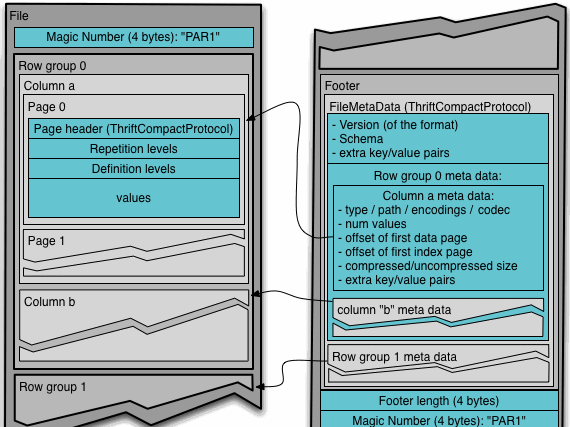 File
Magic Number (4 bytes): "PAR1"
Row group 0
Column a
Page 0
Page header (ThriftCompactProtocol)
Repetition levels
Definition levels
values
Page 1
Column b
Row group 1
Footer
FileMetaData (ThriftCompactProtocol)
- Version (of the format)
- Schema
- extra key/value pairs
Row group 0 meta data:
Column a meta data:
- type / path / encodings / codec
- num values
- offset of first data page
- offset of first index page
- compressed/uncompressed size
- extra key/value pairs
column "b" meta data
Row group 1 meta data
Footer length (4 bytes)
Magic Number (4 bytes): "PAR1"